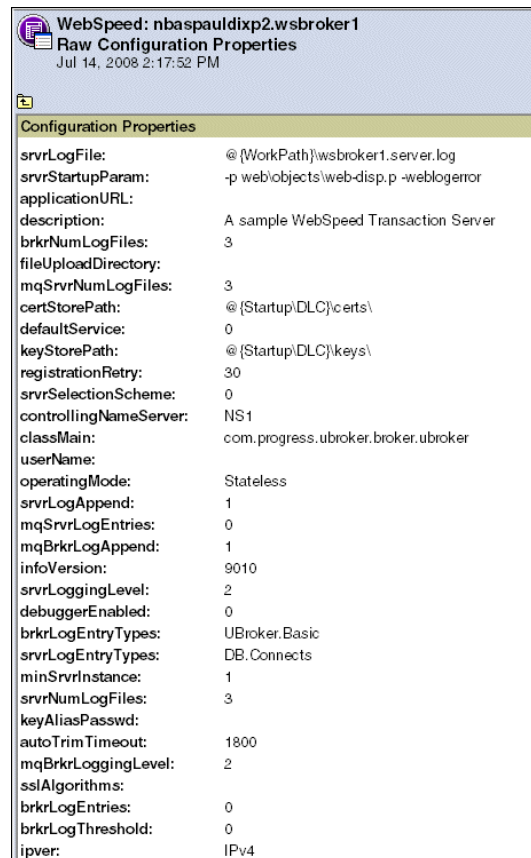 WebSpeed: nbaspauldixp2.wsbroker1
Raw Configuration Properties
Jul 14, 2008 2:17:52 PM
Configuration Properties
srvrLogFile: @{WorkPath}\wsbroker1.server.log
srvrStartupParam: -p web\objects\web-disp.p -weblogerror
applicationURL:
description: A sample WebSpeed Transaction Server
brkrNumLogFiles: 3
fileUploadDirectory:
mqSrvrNumLogFiles: 3
certStorePath: @{Startup\DLC}\certs\
defaultService: 0
keyStorePath: @{Startup\DLC}\keys\
registrationRetry: 30
srvrSelectionScheme: 0
controllingNameServer: NS1
classMain: com.progress.ubroker.broker.ubroker
userName:
operatingMode: Stateless
srvrLogAppend: 1
mqSrvrLogEntries: 0
mqBrkrLogAppend: 1
infoVersion: 9010
srvrLoggingLevel: 2
debuggerEnabled: 0
brkrLogEntryTypes: UBroker.Basic
srvrLogEntryTypes: DB.Connects
minSrvrInstance: 1
srvrNumLogFiles: 3
keyAliasPasswd:
autoTrimTimeout: 1800
mqBrkrLoggingLevel: 2
sslAlgorithms:
brkrLogEntries: 0
brkrLogThreshold: 0
ipver: IPv4